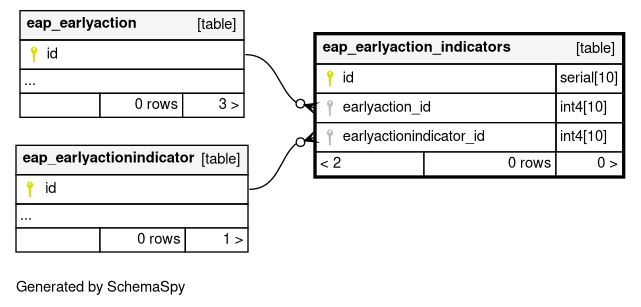 eap_earlyaction [table]
id
...
0 rows 3 >
eap_earlyactionindicator [table]
id
...
0 rows 1 >
eap_earlyaction_indicators [table]
id serial[10]
earlyaction_id int4[10]
earlyactionindicator_id int4[10]
< 2 0 rows 0 >
Generated by SchemaSpy